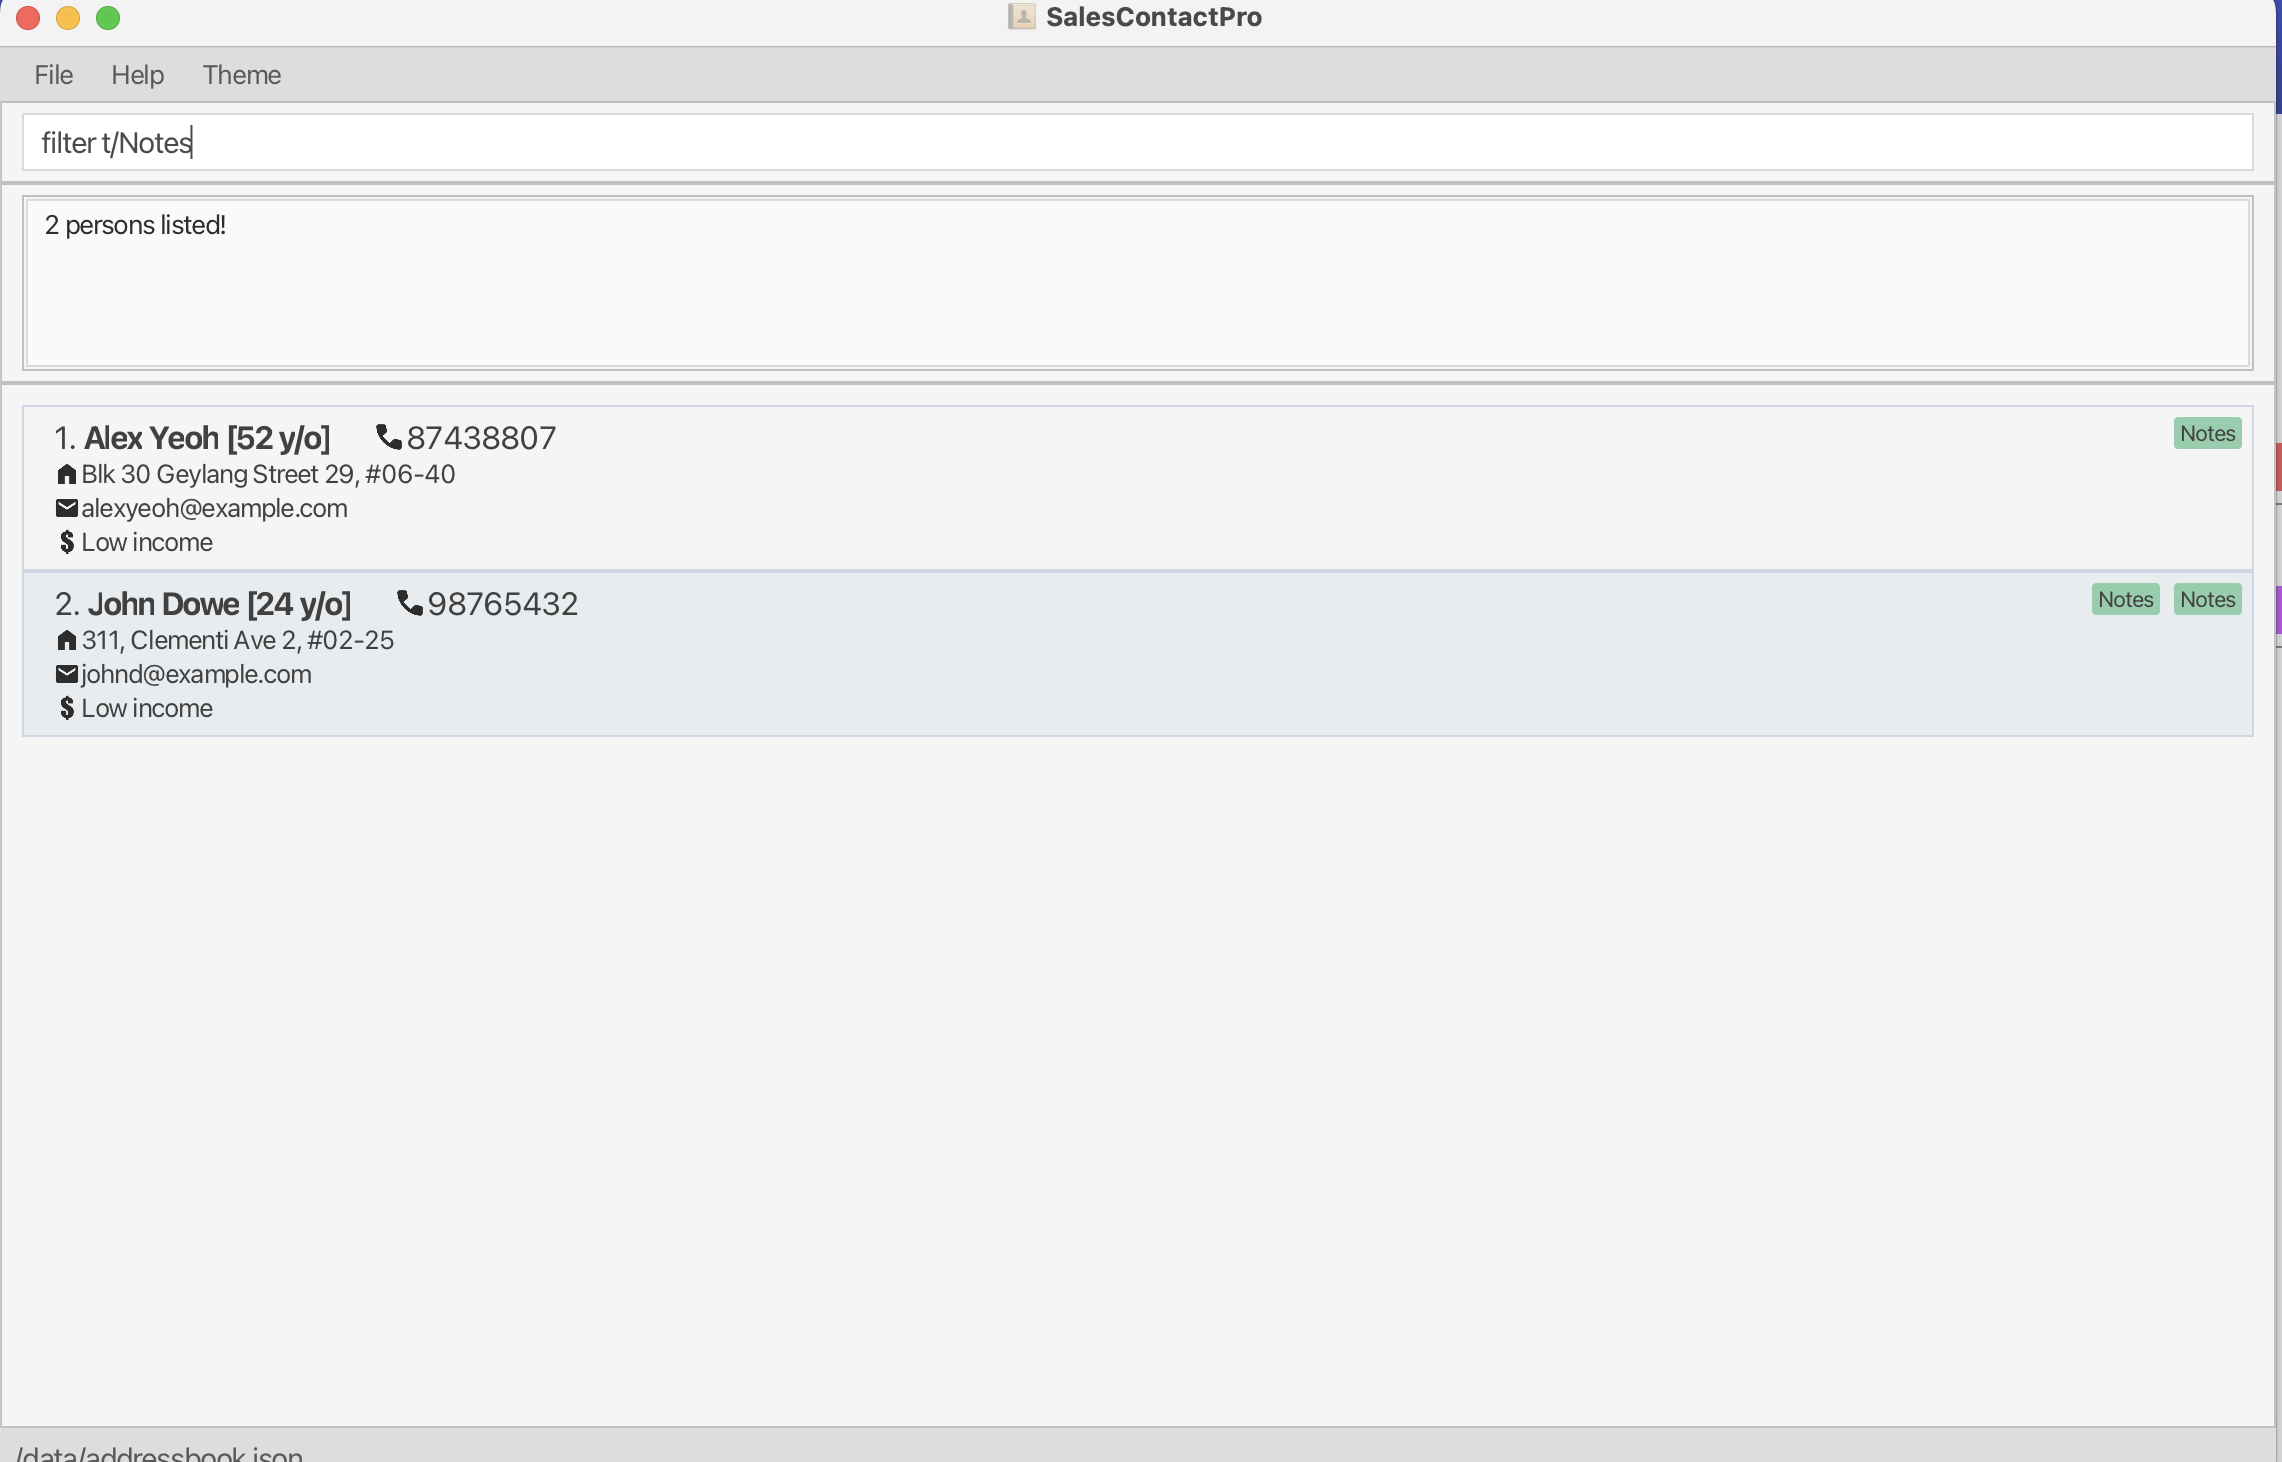 SalesContactPro
File Help Theme
filter t/Notes
2 persons listed!
1. Alex Yeoh [52 y/o] 87438807 Notes
Blk 30 Geylang Street 29, #06-40
alexyeoh@example.com
$ Low income
2. John Dowe [24 y/o] 98765432 Notes Notes
311, Clementi Ave 2, #02-25
johnd@example.com
$ Low income
/data/addressbook.json